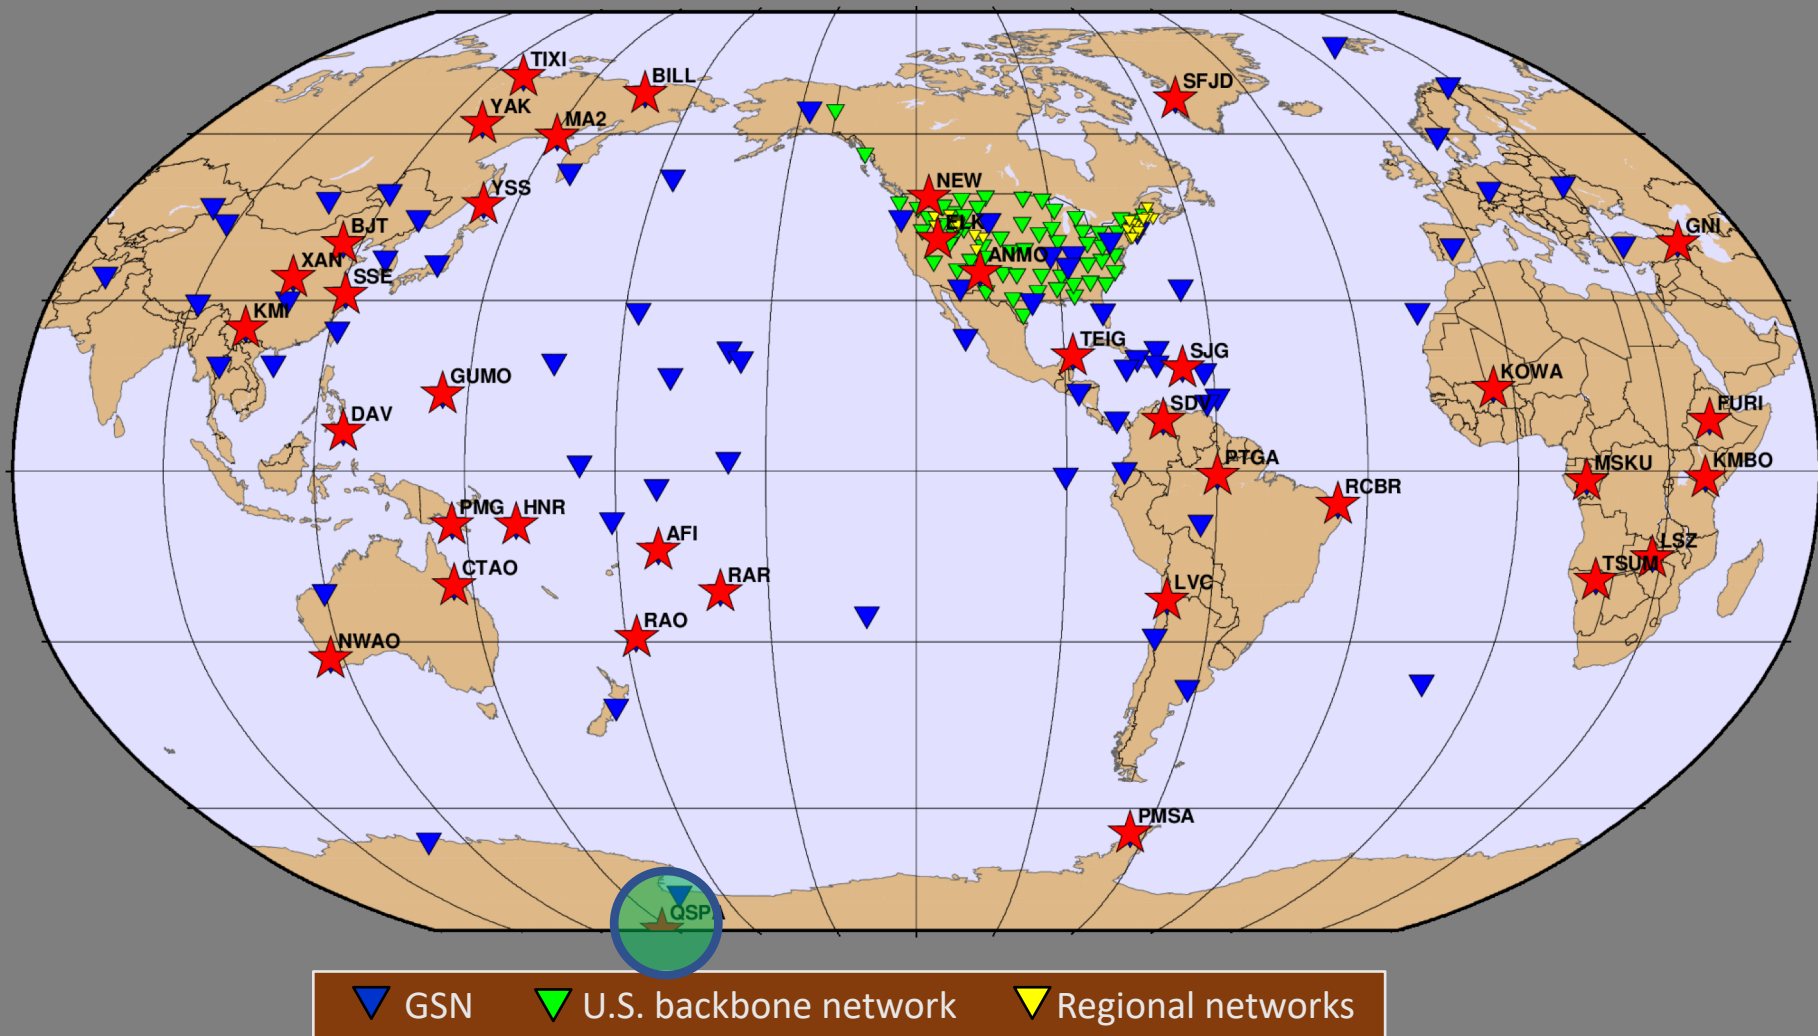 TIXI
BILL
SFJD
YAK
MA2
NEW
YSS
BJT
ELK
GNI
XAN
ANMO
SSE
KMI
TEIG
SJG
GUMO
KOWA
SDV
FURI
DAV
PTGA
MSKU
KMBO
RCBR
PMG
HNR
AFI
LSZ
CTAO
RAR
LVC
TSUM
RAO
NWAO
PMSA
QSPA
GSN U.S. backbone network Regional networks